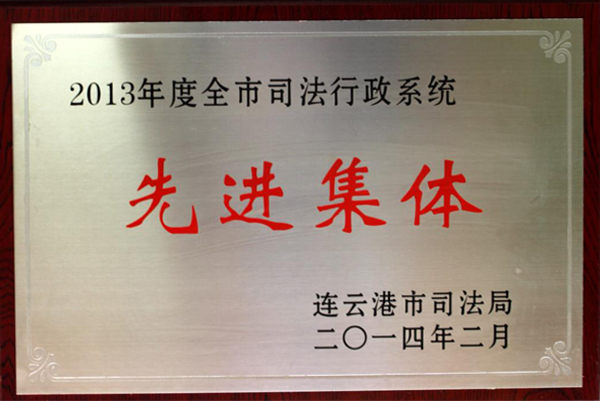 2013年度全市司法行政系统
先进集体
连云港市司法局
二〇一四年二月